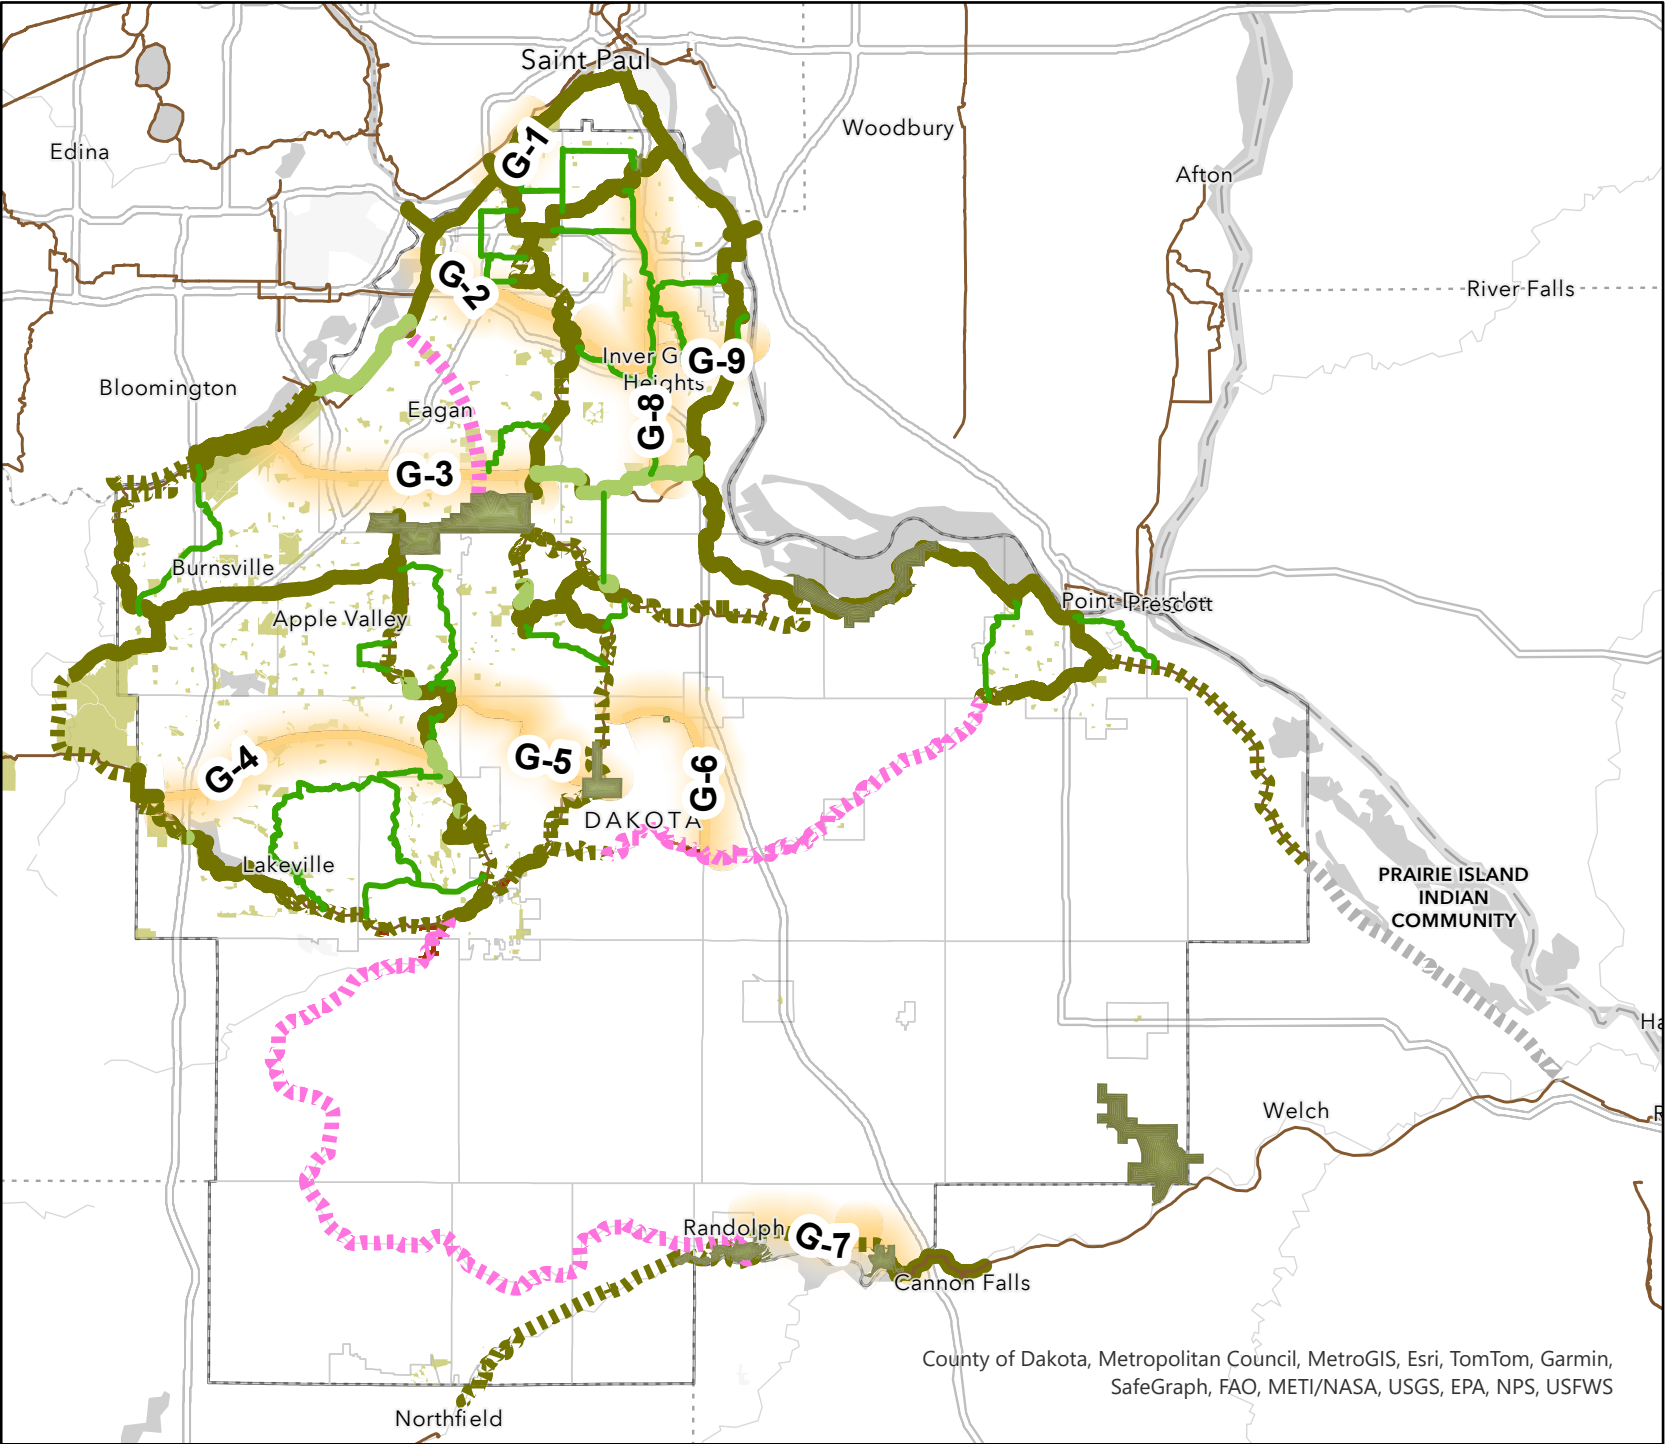 Saint Paul
Woodbury
Edina
G-1
Afton
G-2
River Falls
Inver G
Heights
G-9
Bloomington
Eagan
G-8
G-3
Burnsville
Apple Valley
Point
Prescott
G-4
G-5
G-6
DAKOTA
Lakeville
PRAIRIE ISLAND
INDIAN
COMMUNITY
Ha
Welch
R
Randolph
G-7
Cannon Falls
County of Dakota, Metropolitan Council, MetroGIS, Esri, TomTom, Garmin,
SafeGraph, FAO, METI/NASA, USGS, EPA, NPS, USFWS
Northfield